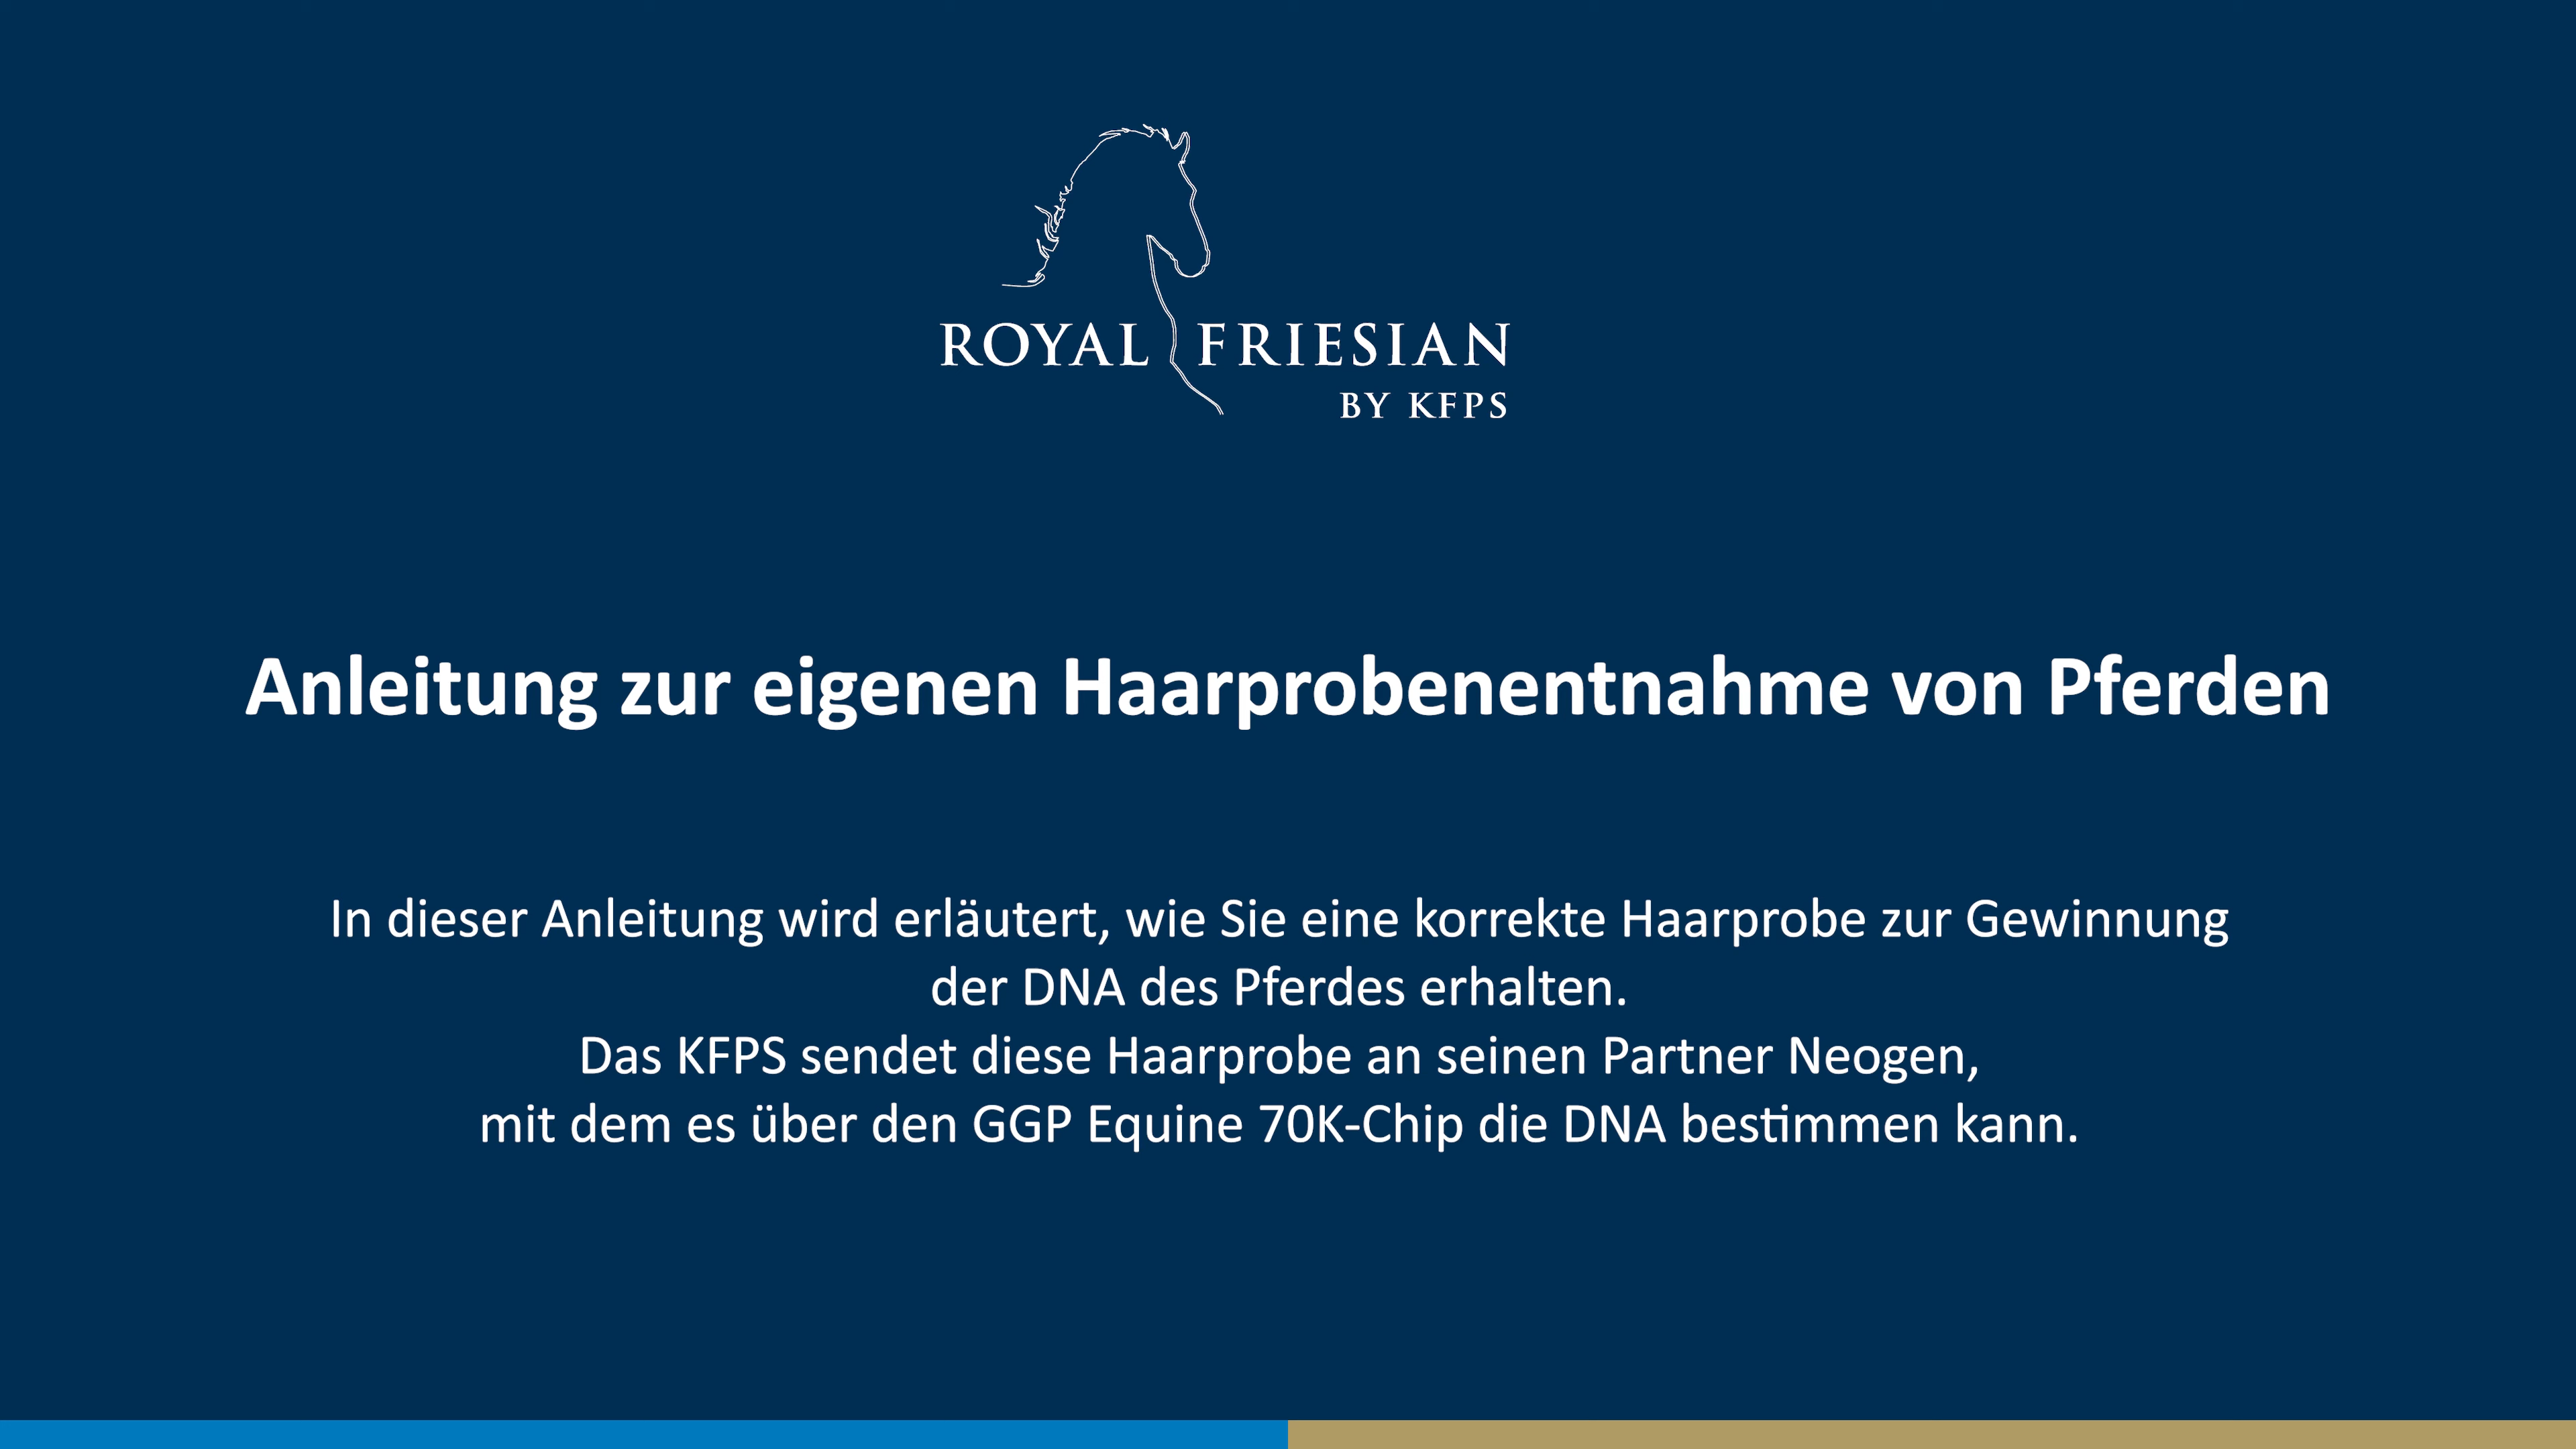 ROYAL FRIESIAN
BY KFPS
Anleitung zur eigenen Haarprobenentnahme von Pferden
In dieser Anleitung wird erläutert, wie Sie eine korrekte Haarprobe zur Gewinnung
der DNA des Pferdes erhalten.
Das KFPS sendet diese Haarprobe an seinen Partner Neogen,
mit dem es über den GGP Equine 70K-Chip die DNA bestimmen kann.